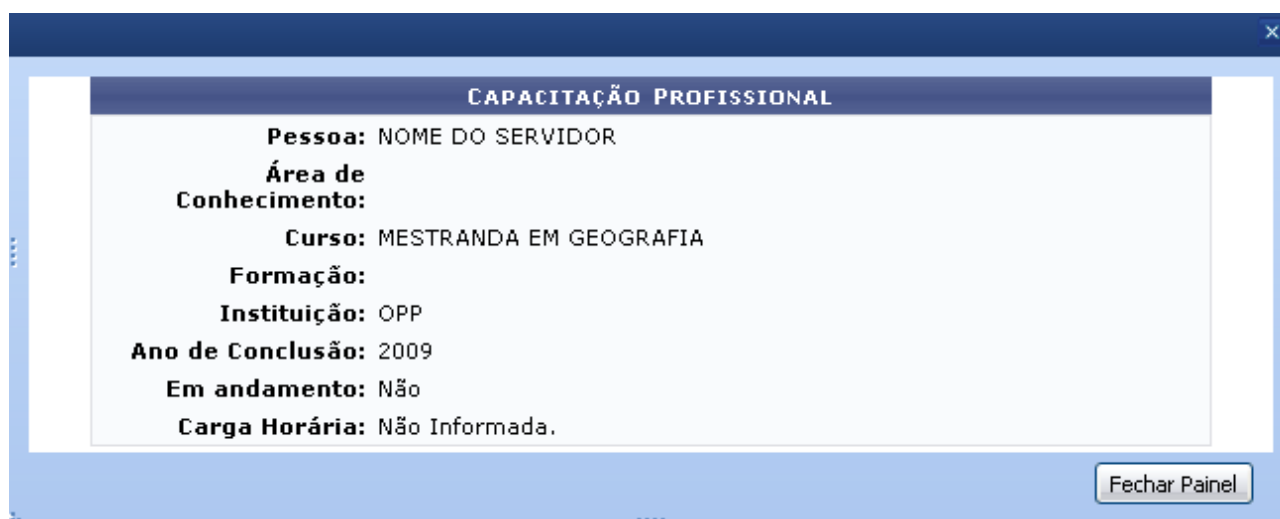 CAPACITAÇÃO PROFISSIONAL
Pessoa: NOME DO SERVIDOR
Área de
Conhecimento:
Curso: MESTRANDA EM GEOGRAFIA
Formação:
Instituição: OPP
Ano de Conclusão: 2009
Em andamento: Não
Carga Horária: Não Informada.
Fechar Painel